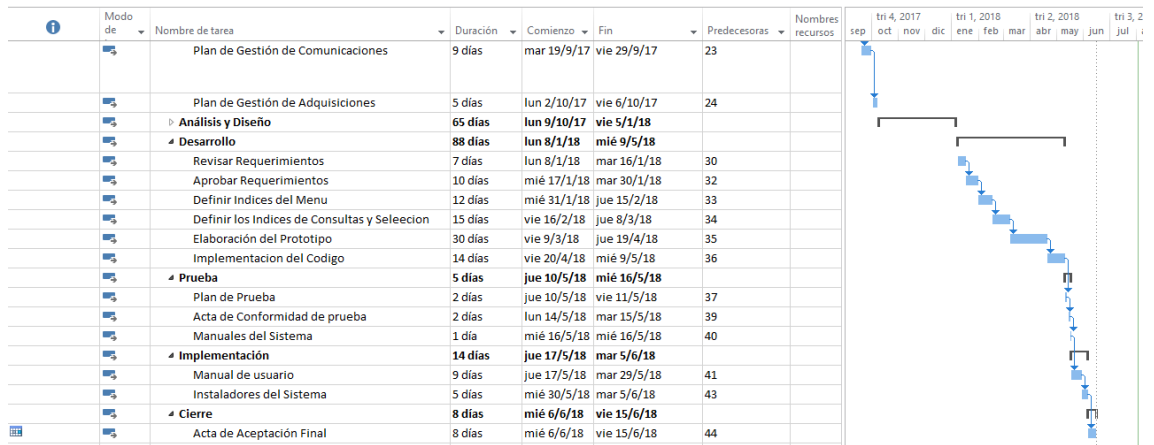 Modo de Nombre de tarea Duración Comienzo Fin Predecesoras Nombres recursos
tri 4, 2017 tri 1, 2018 tri 2, 2018 tri 3, 2
sep oct nov dic ene feb mar abr may jun jul
Plan de Gestión de Comunicaciones 9 días mar 19/9/17 vie 29/9/17 23
Plan de Gestión de Adquisiciones 5 días lun 2/10/17 vie 6/10/17 24
Análisis y Diseño 65 días lun 9/10/17 vie 5/1/18
Desarrollo 88 días lun 8/1/18 mié 9/5/18
Revisar Requerimientos 7 días lun 8/1/18 mar 16/1/18 30
Aprobar Requerimientos 10 días mié 17/1/18 mar 30/1/18 32
Definir Indices del Menu 12 días mié 31/1/18 jue 15/2/18 33
Definir los Indices de Consultas y Seleecion 15 días vie 16/2/18 jue 8/3/18 34
Elaboración del Prototipo 30 días vie 9/3/18 jue 19/4/18 35
Implementacion del Codigo 14 días vie 20/4/18 mié 9/5/18 36
Prueba 5 días jue 10/5/18 mié 16/5/18
Plan de Prueba 2 días jue 10/5/18 vie 11/5/18 37
Acta de Conformidad de prueba 2 días lun 14/5/18 mar 15/5/18 39
Manuales del Sistema 1 día mié 16/5/18 mié 16/5/18 40
Implementación 14 días jue 17/5/18 mar 5/6/18
Manual de usuario 9 días jue 17/5/18 mar 29/5/18 41
Instaladores del Sistema 5 días mié 30/5/18 mar 5/6/18 43
Cierre 8 días mié 6/6/18 vie 15/6/18
Acta de Aceptación Final 8 días mié 6/6/18 vie 15/6/18 44